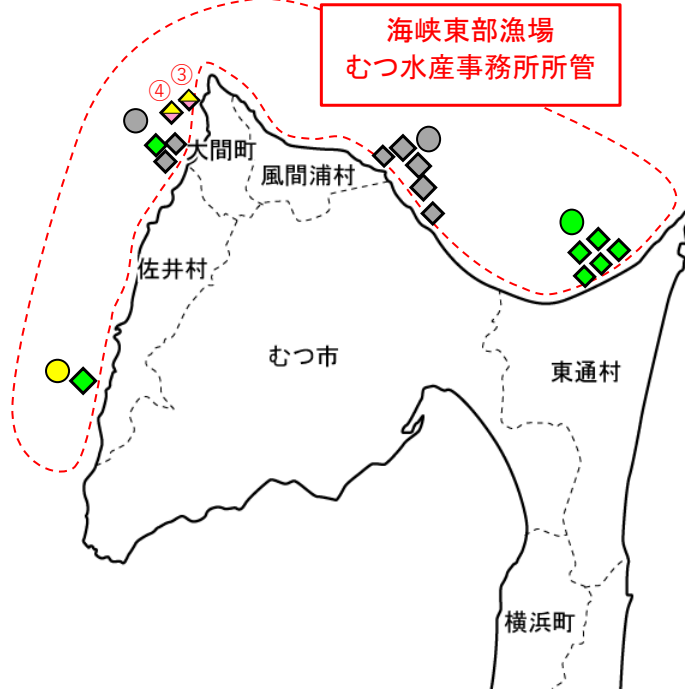 海峡東部漁場
むつ水産事務所所管
③
④
大間町
風間浦村
佐井村
むつ市
東通村
横浜町